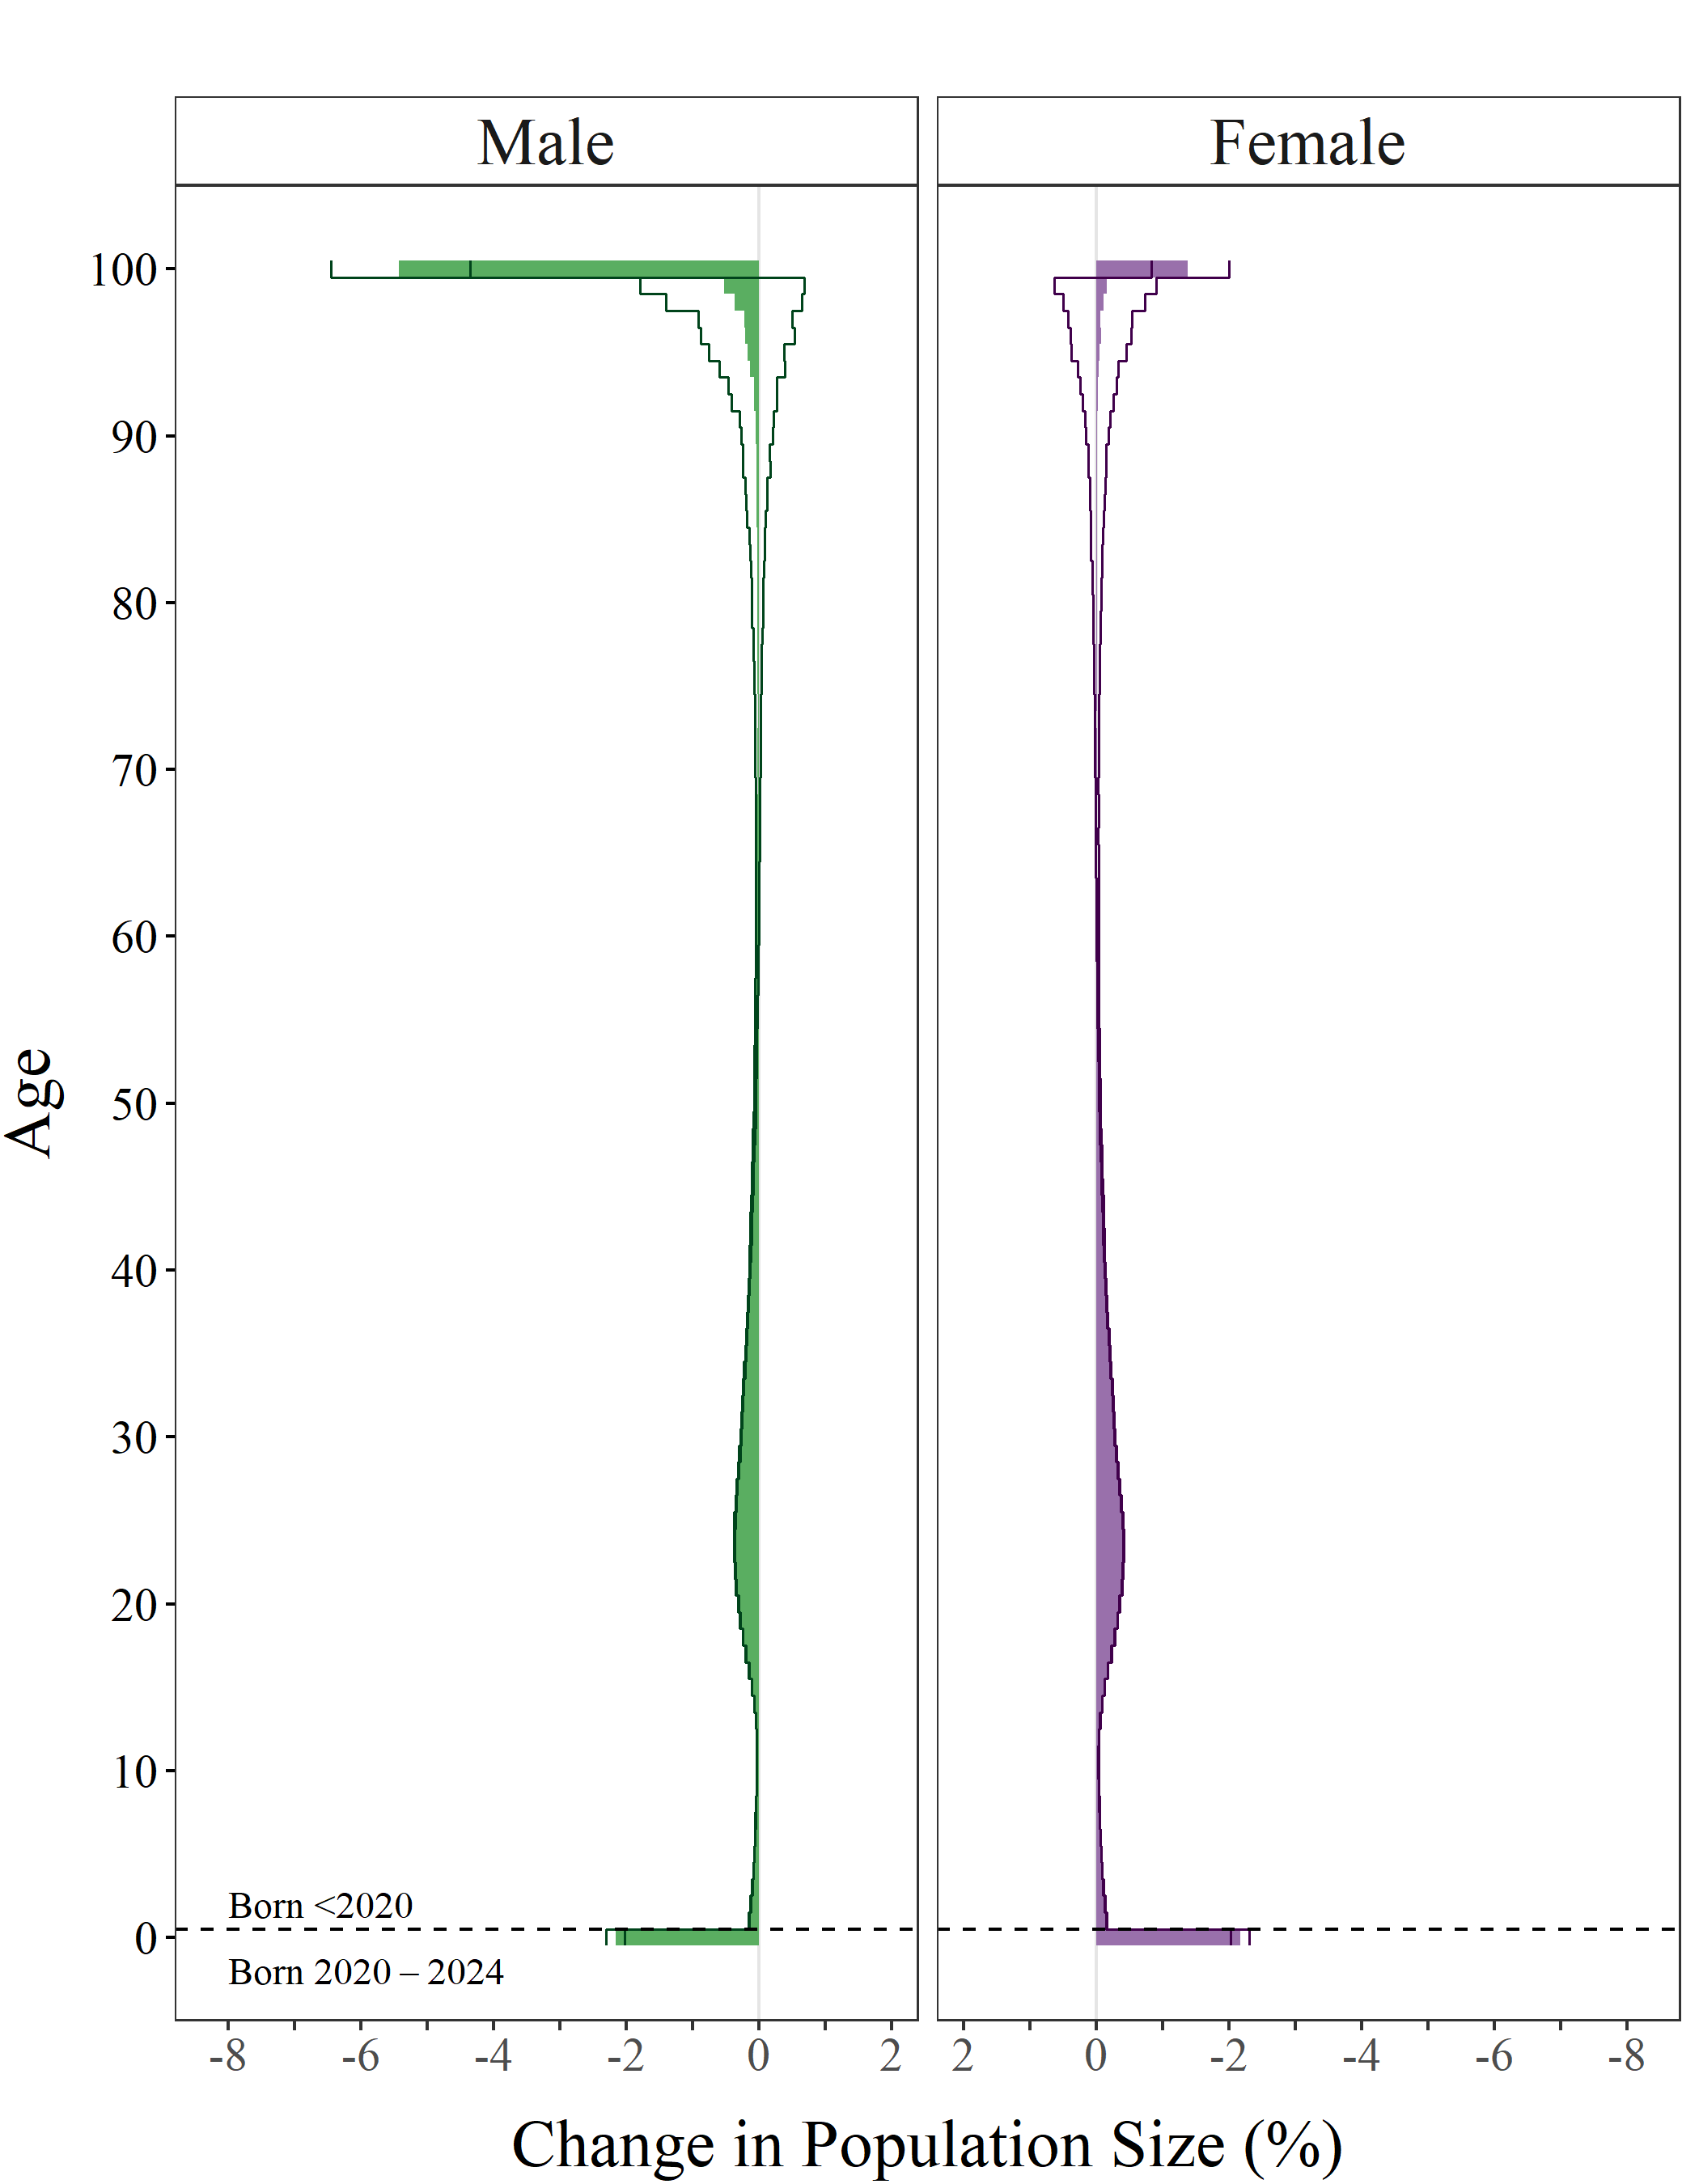 Male
Female
100
90
80
70
60
50
40
30
20
10
0
Age
Born <2020
Born 2020 – 2024
-8 -6 -4 -2 0 2
2 0 -2 -4 -6 -8
Change in Population Size (%)